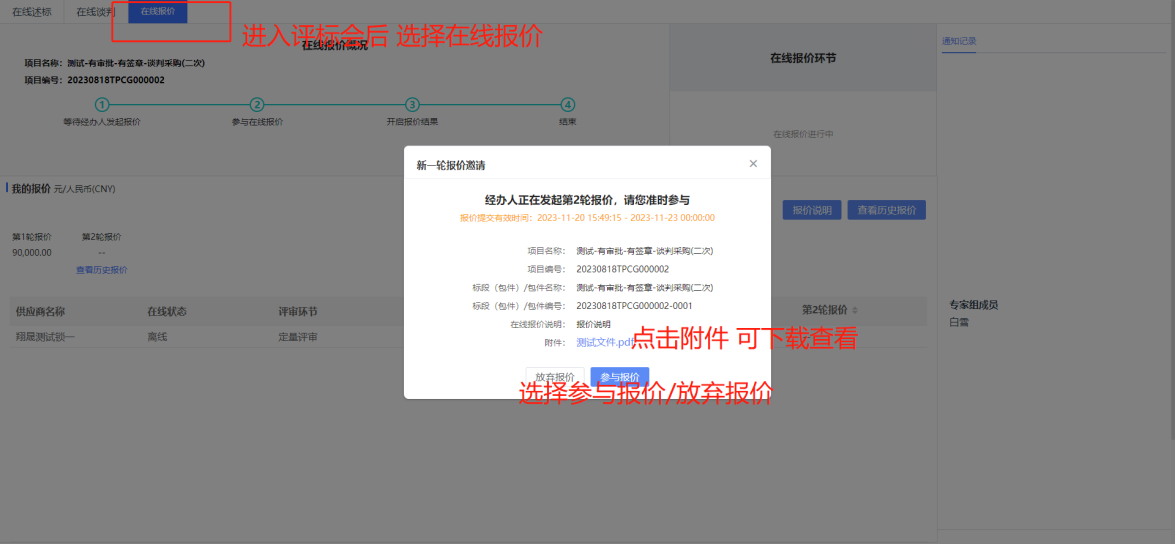 在线述标 在线谈判 在线报价
进入评标会后 选择在线报价
在线报价概况
项目名称：测试-有审批-有签章-谈判采购(二次)
项目编号：20230818TPCG000002
1 2 3 4
等待经办人发起报价 参与在线报价 开启报价结果 结束
在线报价环节
在线报价进行中
通知记录
我的报价 元/人民币(CNY)
报价说明 查看历史报价
第1轮报价 第2轮报价
90,000.00 --
查看历史报价
供应商名称 在线状态 评审环节 第2轮报价
翔晟测试锁一 离线 定量评审
专家组成员
白雪
新一轮报价邀请
经办人正在发起第2轮报价，请您准时参与
报价提交有效时间：2023-11-20 15:49:15 - 2023-11-23 00:00:00
项目名称： 测试-有审批-有签章-谈判采购(二次)
项目编号： 20230818TPCG000002
标段（包件）/包件名称： 测试-有审批-有签章-谈判采购(二次)
标段（包件）/包件编号： 20230818TPCG000002-0001
在线报价说明： 报价说明
附件： 测试文件.pdf
点击附件 可下载查看
放弃报价 参与报价
选择参与报价/放弃报价